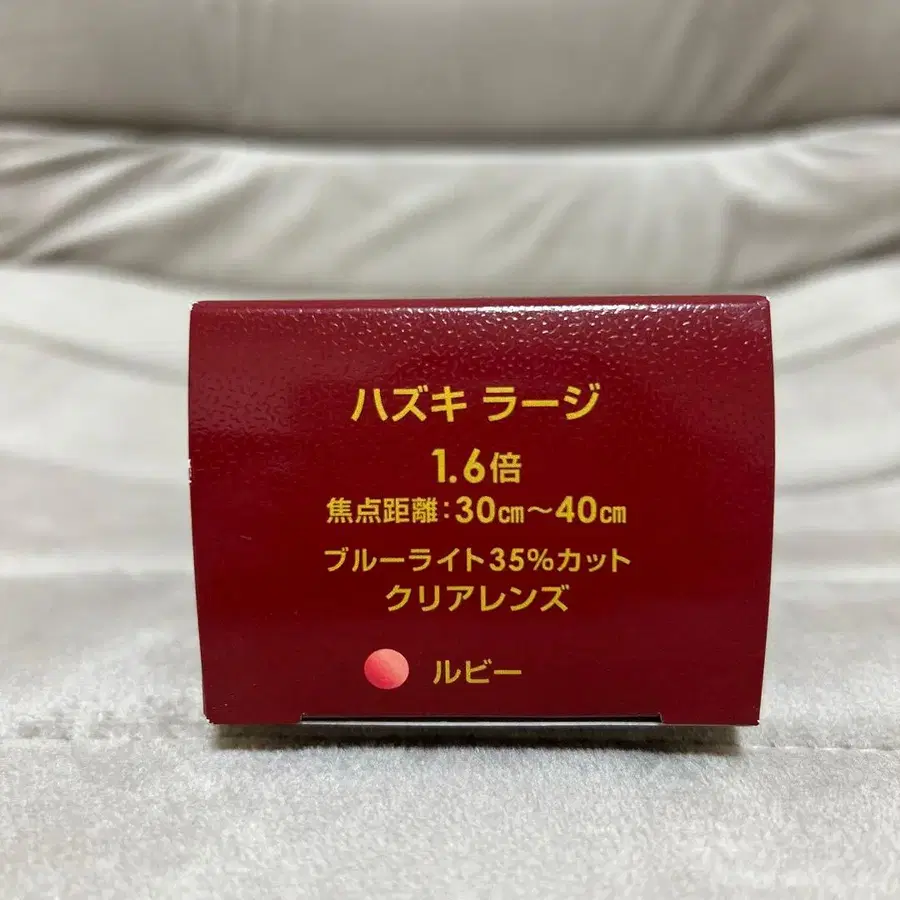 ハズキ ラージ
1.6倍
焦点距離:30㎝～40㎝
ブルーライト35%カット
クリアレンズ
ルビー